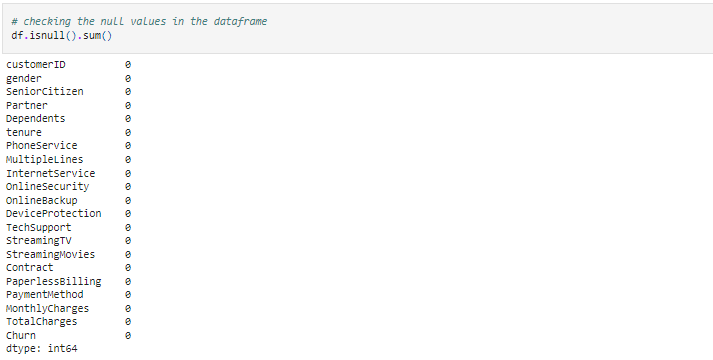 # checking the null values in the dataframe
df.isnull().sum()
customerID 0
gender 0
SeniorCitizen 0
Partner 0
Dependents 0
tenure 0
PhoneService 0
MultipleLines 0
InternetService 0
OnlineSecurity 0
OnlineBackup 0
DeviceProtection 0
TechSupport 0
StreamingTV 0
StreamingMovies 0
Contract 0
PaperlessBilling 0
PaymentMethod 0
MonthlyCharges 0
TotalCharges 0
Churn 0
dtype: int64